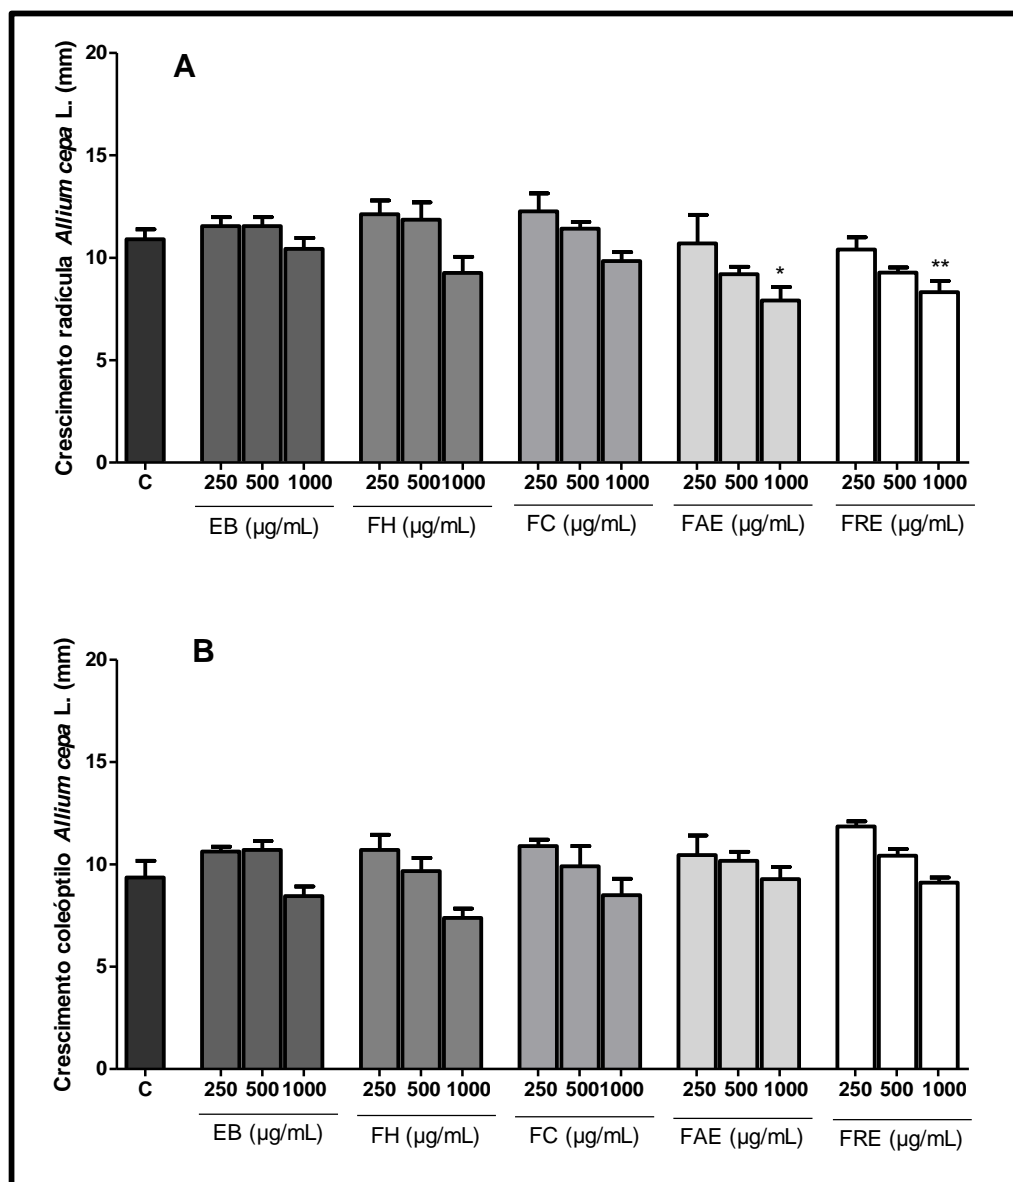 A
Crescimento radícula Allium cepa L. (mm)
20
15
10
5
0
*
**
C
250 500 1000
250 500 1000
250 500 1000
250 500 1000
250 500 1000
EB (µg/mL)
FH (µg/mL)
FC (µg/mL)
FAE (µg/mL)
FRE (µg/mL)
B
Crescimento coleóptilo Allium cepa L. (mm)
20
15
10
5
0
C
250 500 1000
250 500 1000
250 500 1000
250 500 1000
250 500 1000
EB (µg/mL)
FH (µg/mL)
FC (µg/mL)
FAE (µg/mL)
FRE (µg/mL)